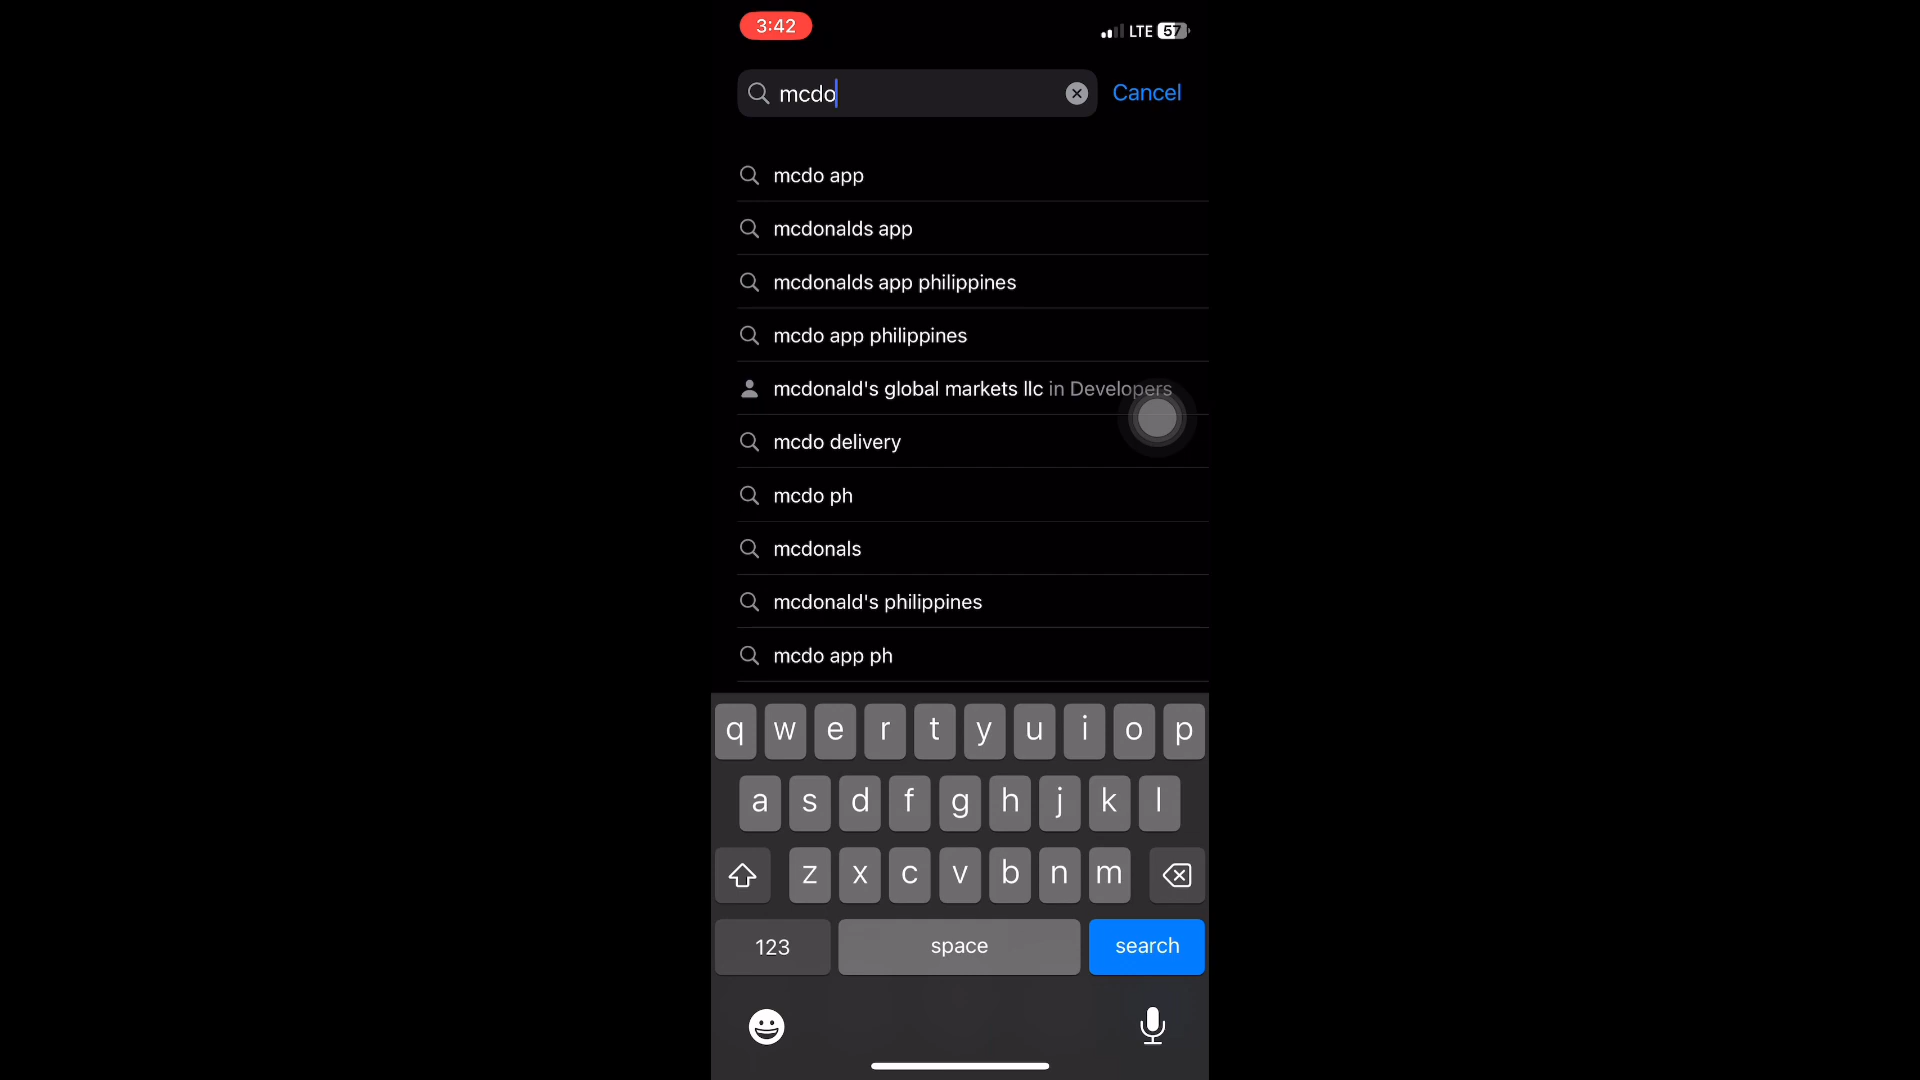 3:42 LTE 57
mcdo Cancel
mcdo app
mcdonalds app
mcdonalds app philippines
mcdo app philippines
mcdonald's global markets llc in Developers
mcdo delivery
mcdo ph
mcdonals
mcdonald's philippines
mcdo app ph
q w e r t y u i o p
a s d f g h j k l
z x c v b n m
123 space search